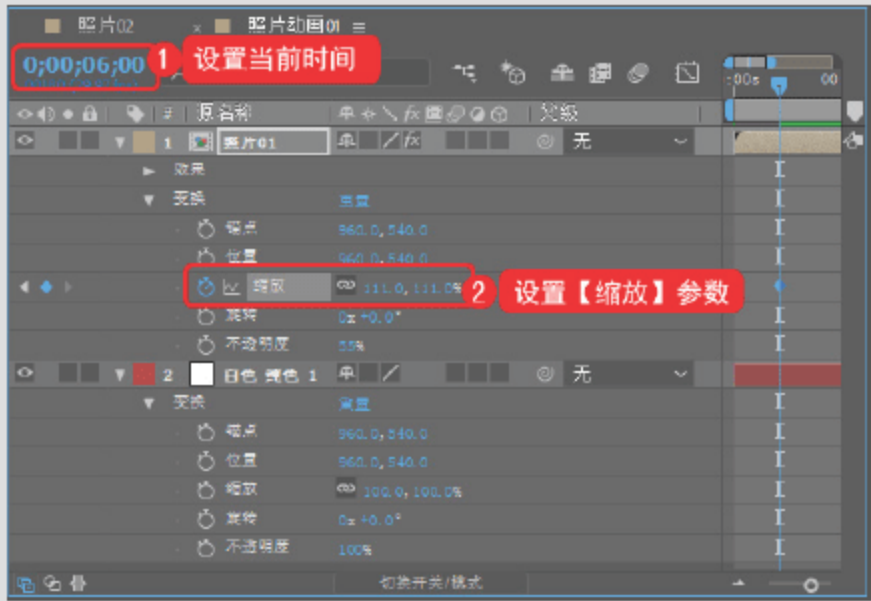 照片02 × 照片动画01
0;00;06;00 1 设置当前时间
:00s 00
# 原名称 fx 父级
1 照片01 fx 无
效果
变换 重置
锚点 960.0,540.0
位置 960.0,540.0
缩放 111.0,111.0% 2 设置【缩放】参数
旋转 0x+0.0°
不透明度 55%
2 白色 纯色 1 无
变换 重置
锚点 960.0,540.0
位置 960.0,540.0
缩放 100.0,100.0%
旋转 0x+0.0°
不透明度 100%
切换开关/模式